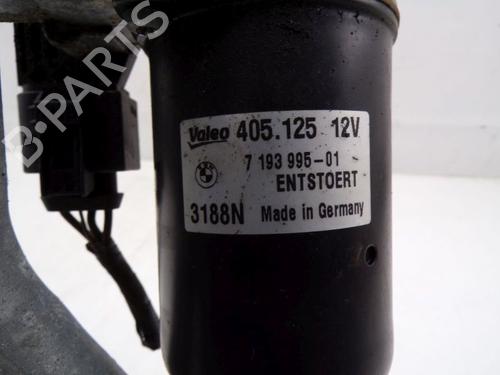 Valeo 405.125 12V
7 193 995-01
ENTSTOERT
3188N Made in Germany
B-PARTS